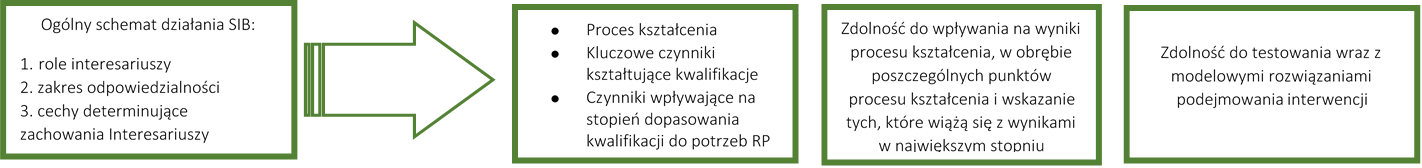 Ogólny schemat działania SIB:
1. role interesariuszy
2. zakres odpowiedzialności
3. cechy determinujące
zachowania Interesariuszy
● Proces kształcenia
● Kluczowe czynniki
kształtujące kwalifikacje
● Czynniki wpływające na
stopień dopasowania
kwalifikacji do potrzeb RP
Zdolność do wpływania na wyniki
procesu kształcenia, w obrębie
poszczególnych punktów
procesu kształcenia i wskazanie
tych, które wiążą się z wynikami
w największym stopniu
Zdolność do testowania wraz z
modelowymi rozwiązaniami
podejmowania interwencji